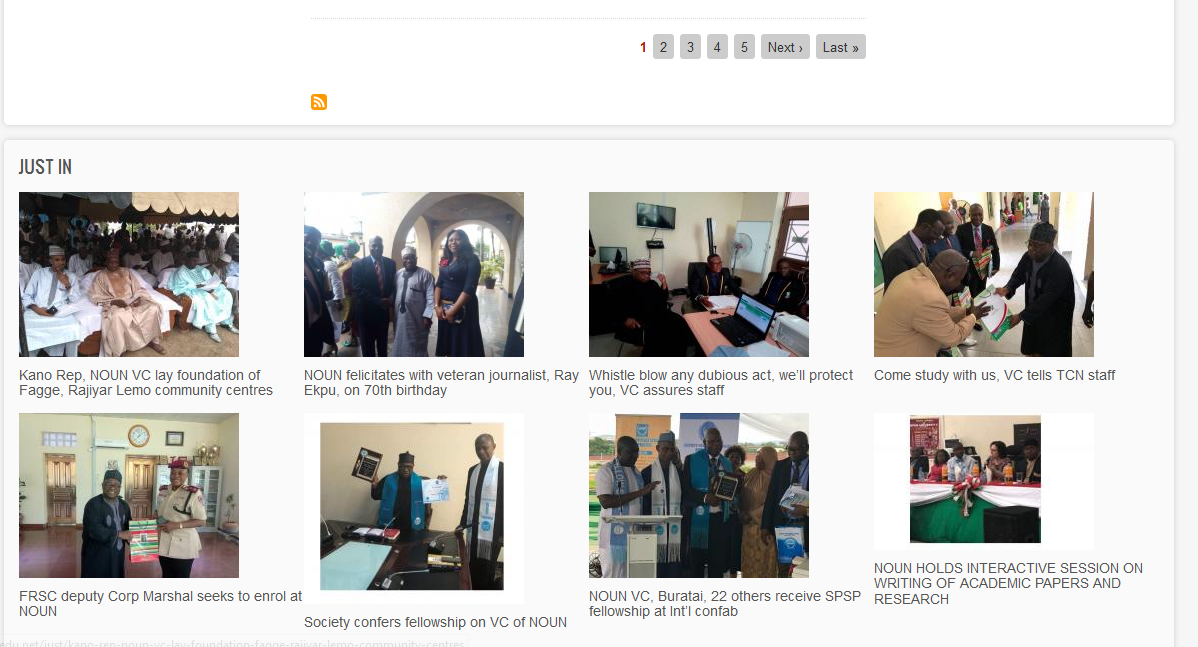 1 2 3 4 5 Next › Last »
JUST IN
Kano Rep, NOUN VC lay foundation of
Fagge, Rajiyar Lemo community centres
NOUN felicitates with veteran journalist, Ray
Ekpu, on 70th birthday
Whistle blow any dubious act, we'll protect
you, VC assures staff
Come study with us, VC tells TCN staff
FRSC deputy Corp Marshal seeks to enrol at
NOUN
Society confers fellowship on VC of NOUN
NOUN VC, Buratai, 22 others receive SPSP
fellowship at Int'l confab
NOUN HOLDS INTERACTIVE SESSION ON
WRITING OF ACADEMIC PAPERS AND
RESEARCH
edu.net/just/kano-rep-noun-vc-lay-foundation-fagge-rajiyar-lemo-community-centres